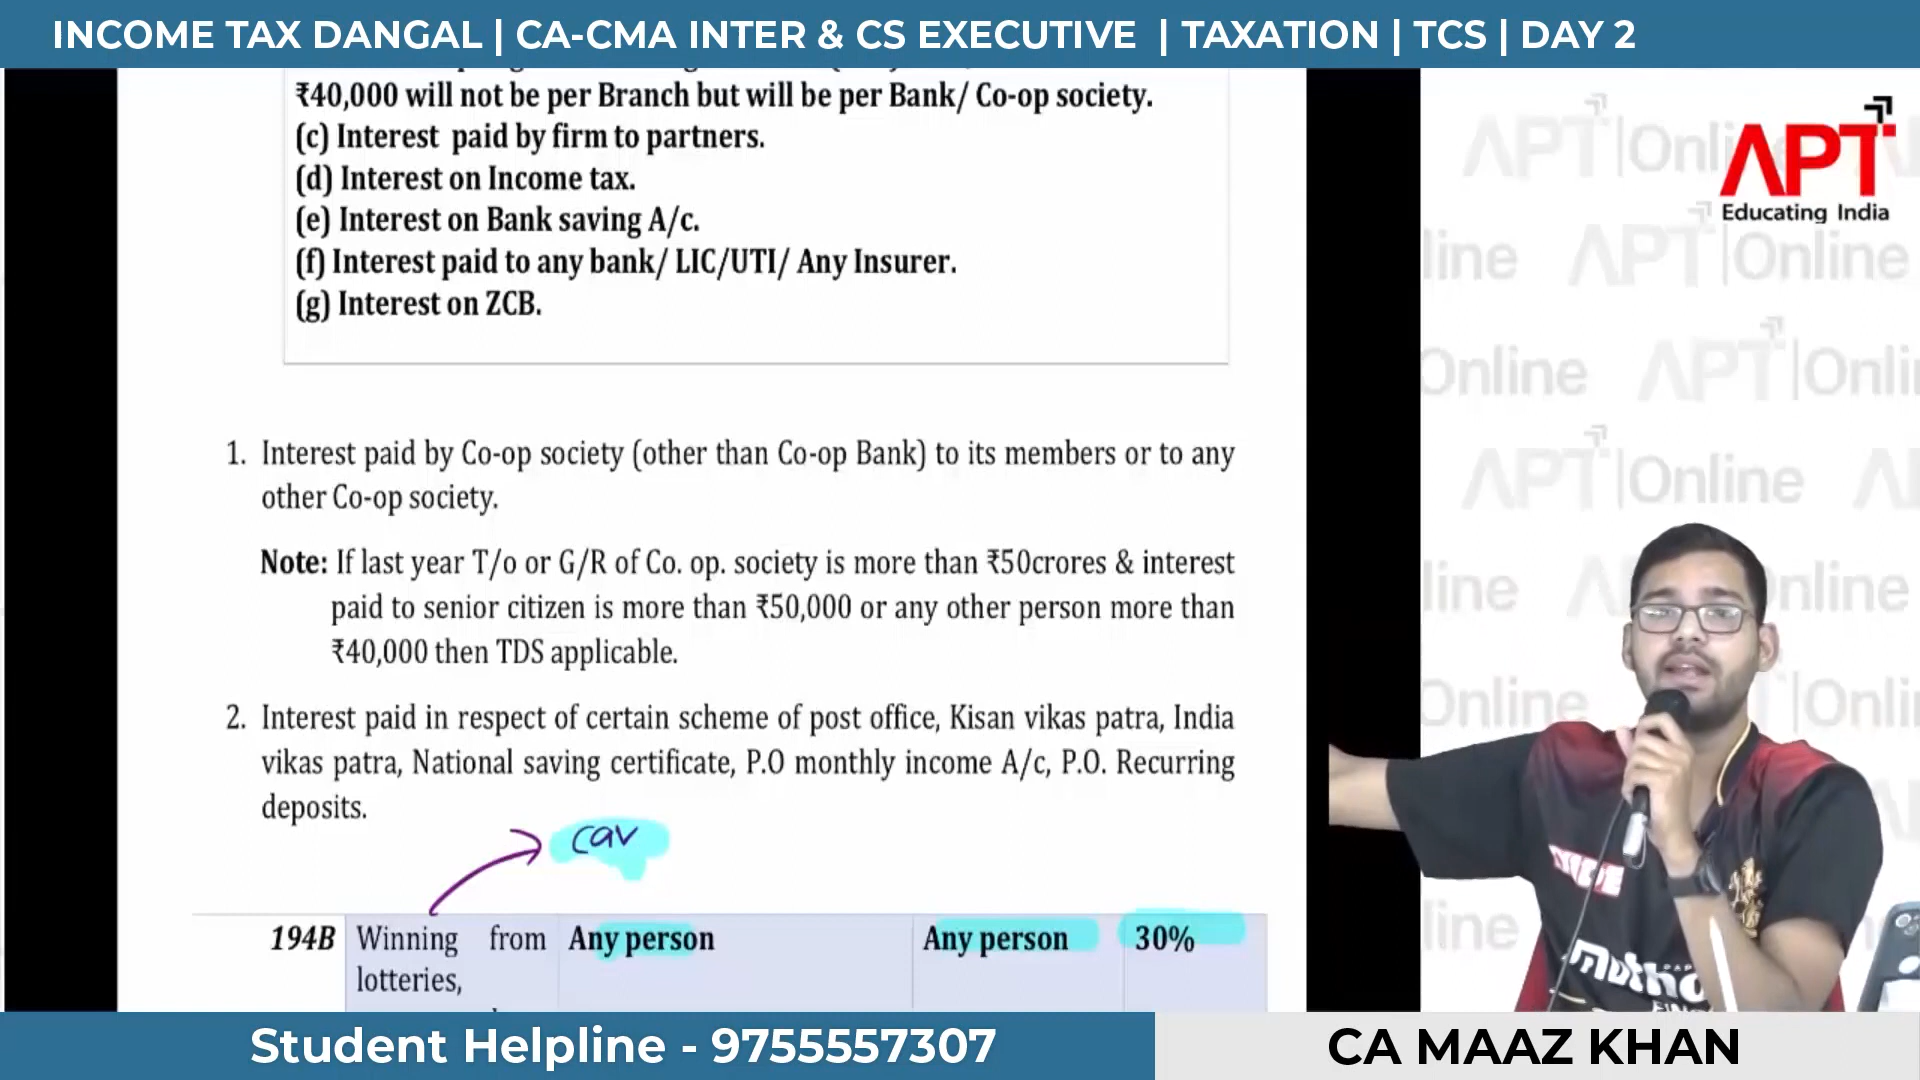 INCOME TAX DANGAL | CA-CMA INTER & CS EXECUTIVE | TAXATION | TCS | DAY 2
₹40,000 will not be per Branch but will be per Bank/ Co-op society.
(c) Interest paid by firm to partners.
(d) Interest on Income tax.
(e) Interest on Bank saving A/c.
(f) Interest paid to any bank/ LIC/UTI/ Any Insurer.
(g) Interest on ZCB.
1. Interest paid by Co-op society (other than Co-op Bank) to its members or to any
other Co-op society.
Note: If last year T/o or G/R of Co. op. society is more than ₹50crores & interest
paid to senior citizen is more than ₹50,000 or any other person more than
₹40,000 then TDS applicable.
2. Interest paid in respect of certain scheme of post office, Kisan vikas patra, India
vikas patra, National saving certificate, P.O monthly income A/c, P.O. Recurring
deposits.
cav
194B Winning from Any person Any person 30%
lotteries,
APT
Educating India
APT|Online
Student Helpline - 9755557307
CA MAAZ KHAN